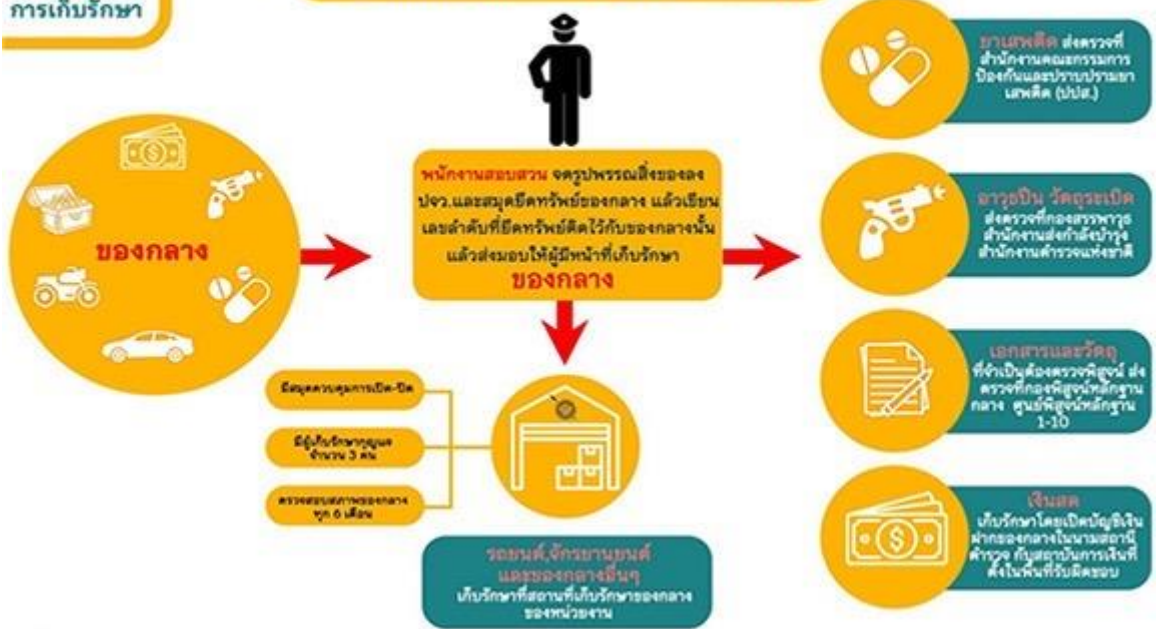 การเก็บรักษา
ของกลาง
พนักงานสอบสวน จดรูปพรรณสิ่งของลง
ปจว.และสมุดยึดทรัพย์ของกลาง แล้วเขียน
เลขลำดับที่ยึดทรัพย์ติดไว้กับของกลางนั้น
แล้วส่งมอบให้ผู้มีหน้าที่เก็บรักษา
ของกลาง
มีสมุดควบคุมการเปิด-ปิด
มีผู้เก็บรักษากุญแจ
จำนวน 3 คน
ตรวจสอบสภาพของกลาง
ทุก 6 เดือน
รถยนต์,จักรยานยนต์
และของกลางอื่นๆ
เก็บรักษาที่สถานที่เก็บรักษาของกลาง
ของหน่วยงาน
ยาเสพติด ส่งตรวจที่
สำนักงานคณะกรรมการ
ป้องกันและปราบปรามยา
เสพติด (ปปส.)
อาวุธปืน วัตถุระเบิด
ส่งตรวจที่กองสรรพาวุธ
สำนักงานส่งกำลังบำรุง
สำนักงานตำรวจแห่งชาติ
เอกสารและวัตถุ
ที่จำเป็นต้องตรวจพิสูจน์ ส่ง
ตรวจที่กองพิสูจน์หลักฐาน
กลาง ศูนย์พิสูจน์หลักฐาน
1-10
เงินสด
เก็บรักษาโดยเปิดบัญชีเงิน
ฝากของกลางในนามสถานี
ตำรวจ กับสถาบันการเงินที่
ตั้งในพื้นที่รับผิดชอบ